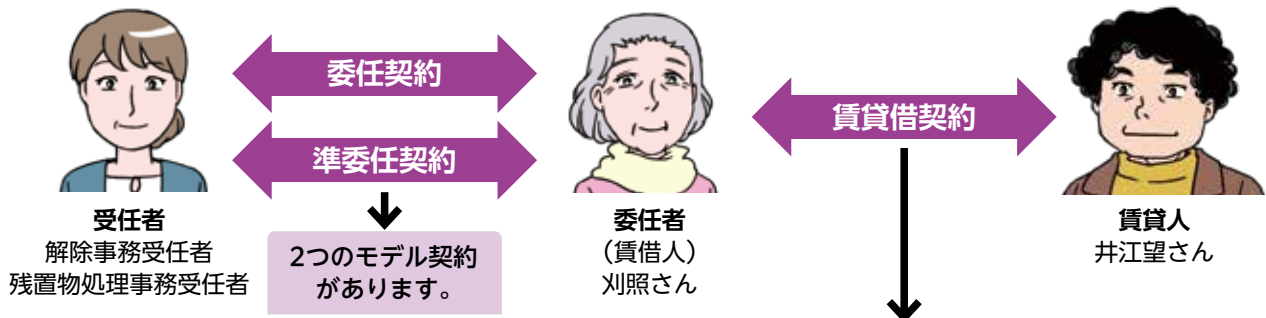 委任契約
準委任契約
賃貸借契約
受任者
解除事務受任者
残置物処理事務受任者
2つのモデル契約
があります。
委任者
（賃借人）
刈照さん
賃貸人
井江望さん